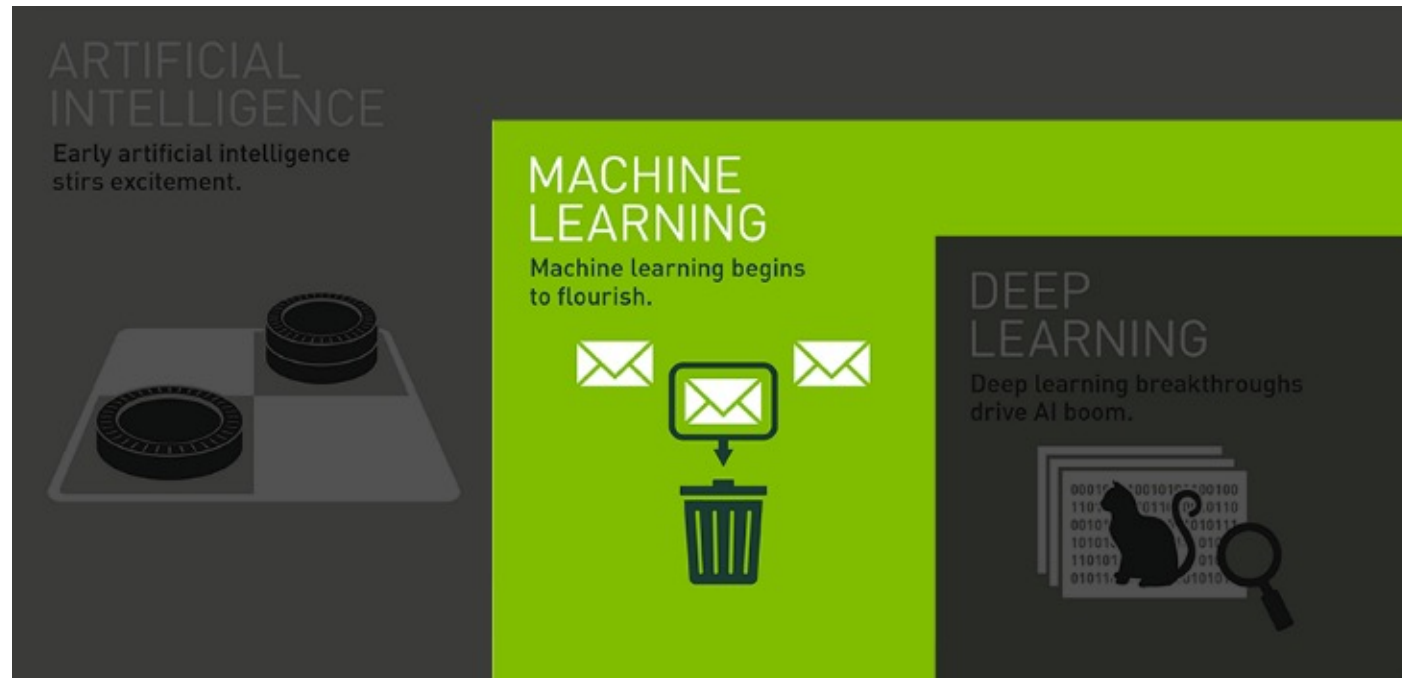 ARTIFICIAL
INTELLIGENCE
Early artificial intelligence
stirs excitement.
MACHINE
LEARNING
Machine learning begins
to flourish.
DEEP
LEARNING
Deep learning breakthroughs
drive AI boom.